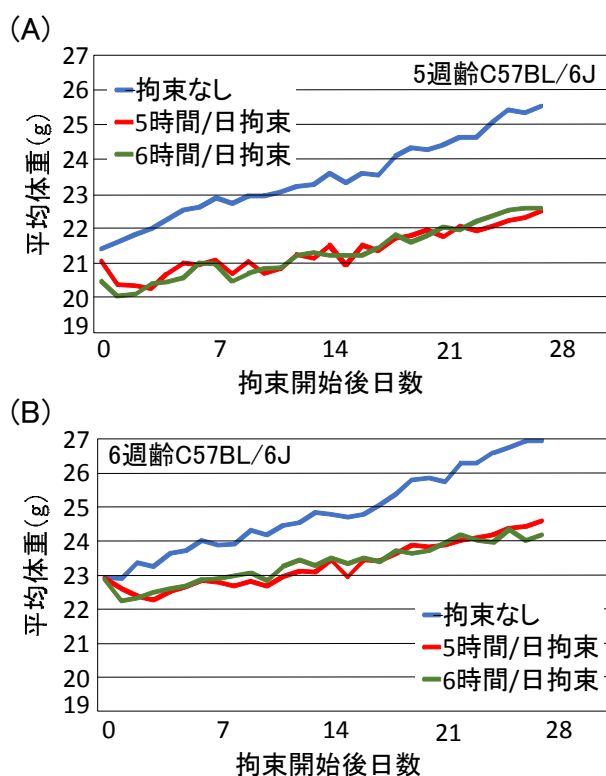 (A)
27
26
25
24
23
22
21
20
19
平均体重(g)
5週齢C57BL/6J
拘束なし
5時間/日拘束
6時間/日拘束
0 7 14 21 28
拘束開始後日数
(B)
27
26
25
24
23
22
21
20
19
平均体重(g)
6週齢C57BL/6J
拘束なし
5時間/日拘束
6時間/日拘束
0 7 14 21 28
拘束開始後日数